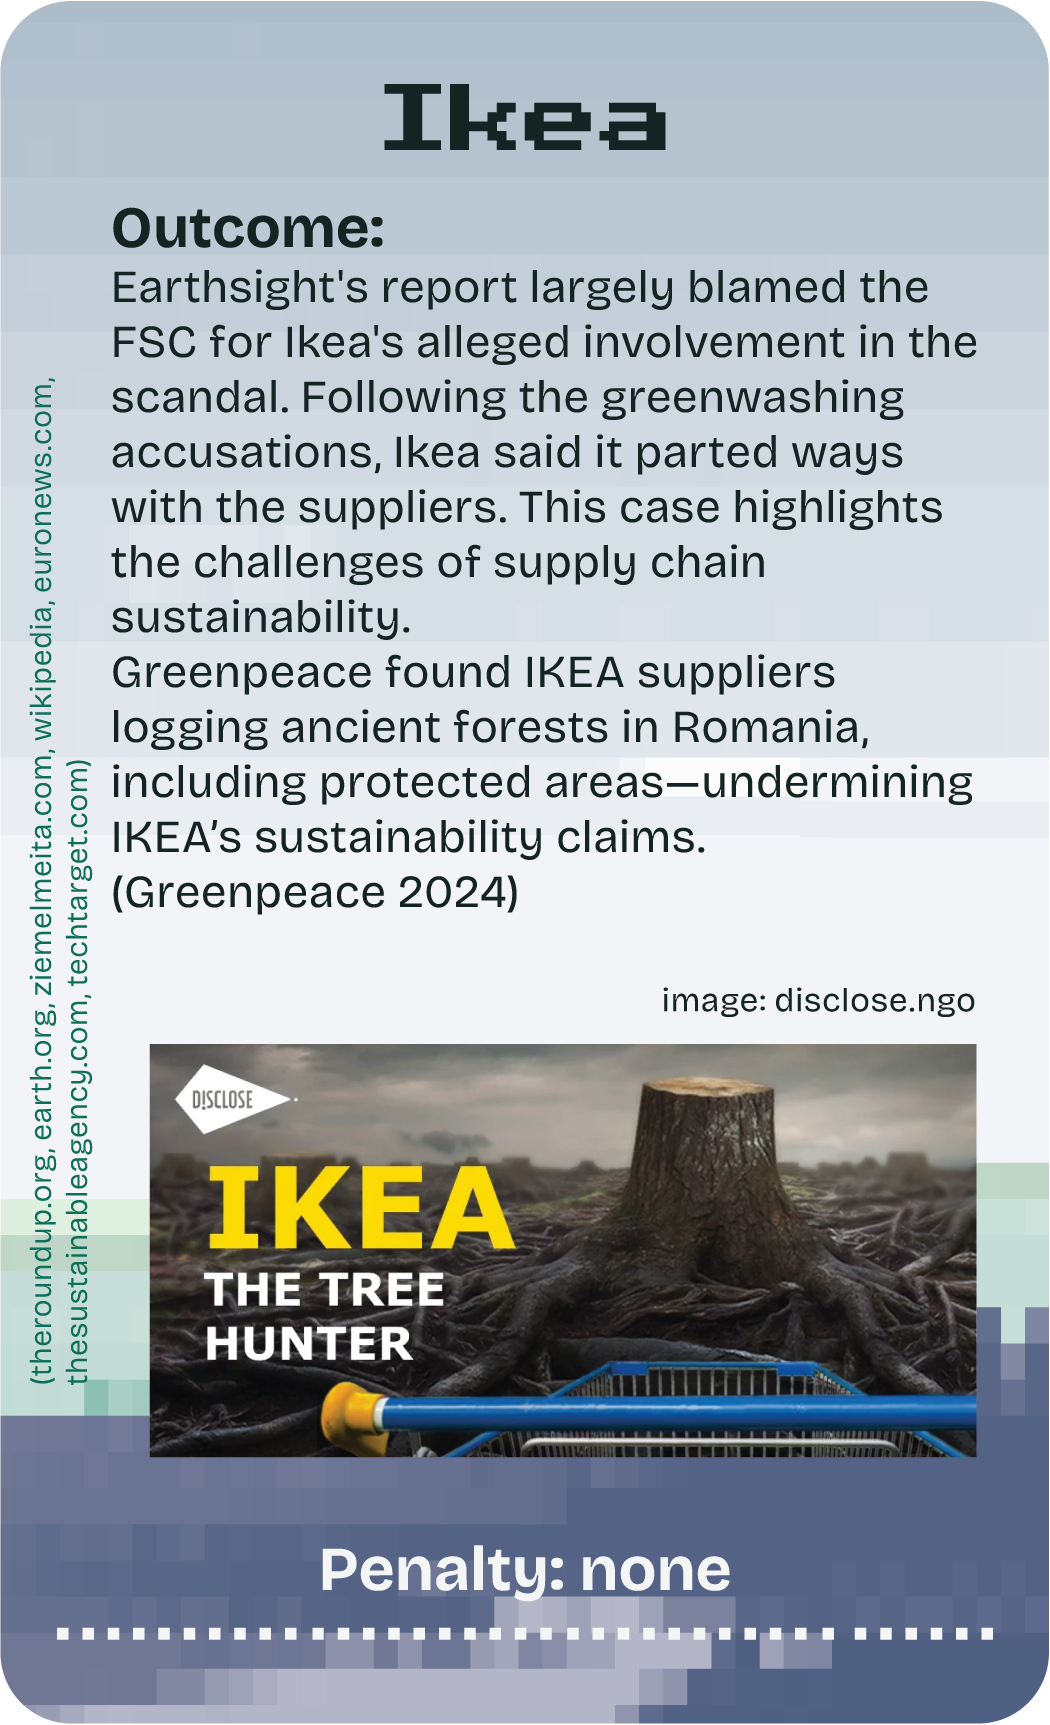 Ikea
Outcome:
Earthsight's report largely blamed the
FSC for Ikea's alleged involvement in the
scandal. Following the greenwashing
accusations, Ikea said it parted ways
with the suppliers. This case highlights
the challenges of supply chain
sustainability.
Greenpeace found IKEA suppliers
logging ancient forests in Romania,
including protected areas—undermining
IKEA’s sustainability claims.
(Greenpeace 2024)
(theroundup.org, earth.org, ziemelmeita.com, wikipedia, euronews.com,
thesustainableagency.com, techtarget.com)
image: disclose.ngo
D!SCLOSE
IKEA
THE TREE
HUNTER
Penalty: none